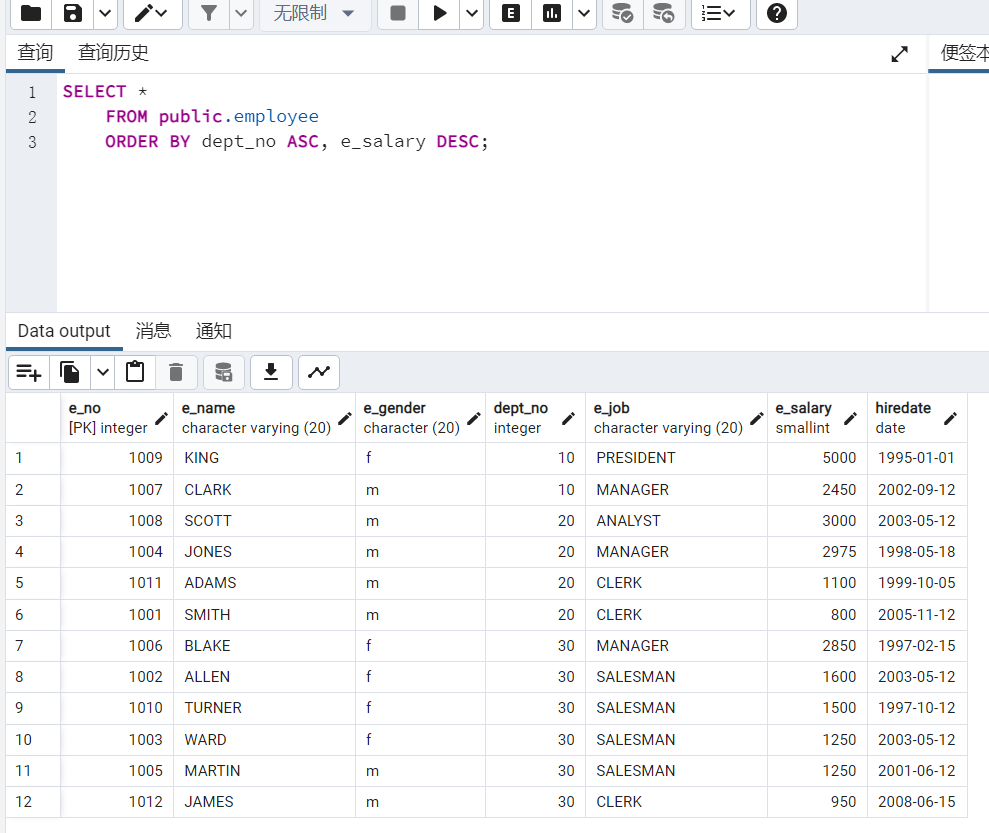 无限制
查询 查询历史 便签本
1 SELECT *
2 FROM public.employee
3 ORDER BY dept_no ASC, e_salary DESC;
Data output 消息 通知
e_no e_name e_gender dept_no e_job e_salary hiredate
[PK] integer character varying (20) character (20) integer character varying (20) smallint date
1 1009 KING f 10 PRESIDENT 5000 1995-01-01
2 1007 CLARK m 10 MANAGER 2450 2002-09-12
3 1008 SCOTT m 20 ANALYST 3000 2003-05-12
4 1004 JONES m 20 MANAGER 2975 1998-05-18
5 1011 ADAMS m 20 CLERK 1100 1999-10-05
6 1001 SMITH m 20 CLERK 800 2005-11-12
7 1006 BLAKE f 30 MANAGER 2850 1997-02-15
8 1002 ALLEN f 30 SALESMAN 1600 2003-05-12
9 1010 TURNER f 30 SALESMAN 1500 1997-10-12
10 1003 WARD f 30 SALESMAN 1250 2003-05-12
11 1005 MARTIN m 30 SALESMAN 1250 2001-06-12
12 1012 JAMES m 30 CLERK 950 2008-06-15